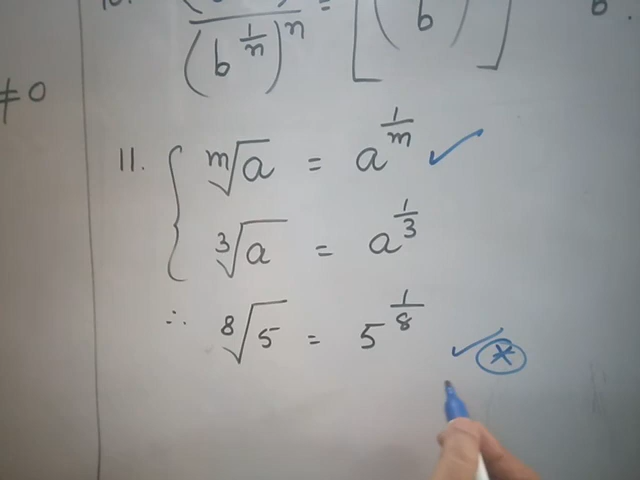 (b^{1/n})^n = [(b)]
≠ 0
11. { ᵐ√a = a^{1/m} ✓
³√a = a^{1/3}
∴ ⁸√5 = 5^{1/8} ✓ *